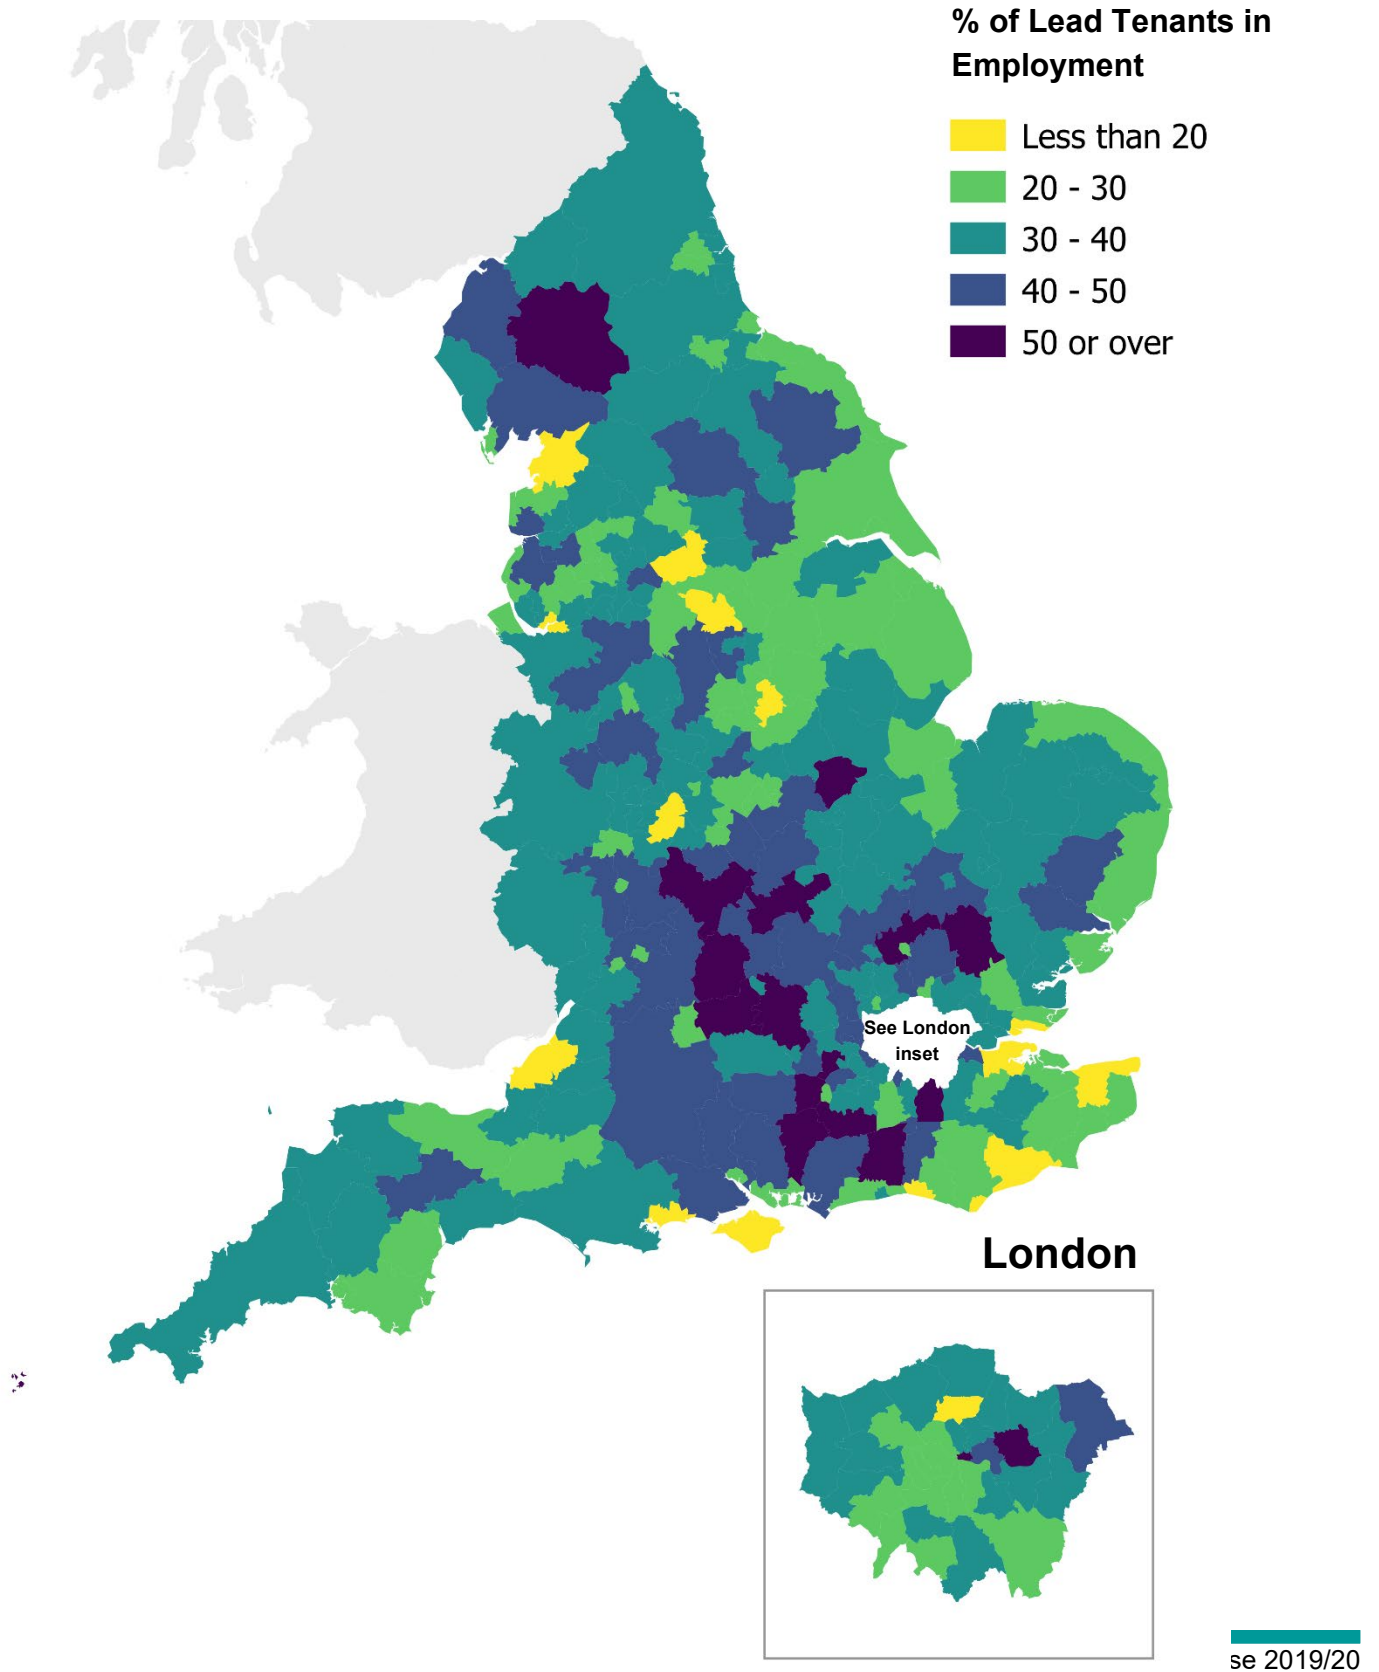 % of Lead Tenants in
Employment
Less than 20
20 - 30
30 - 40
40 - 50
50 or over
See London
inset
London
se 2019/20